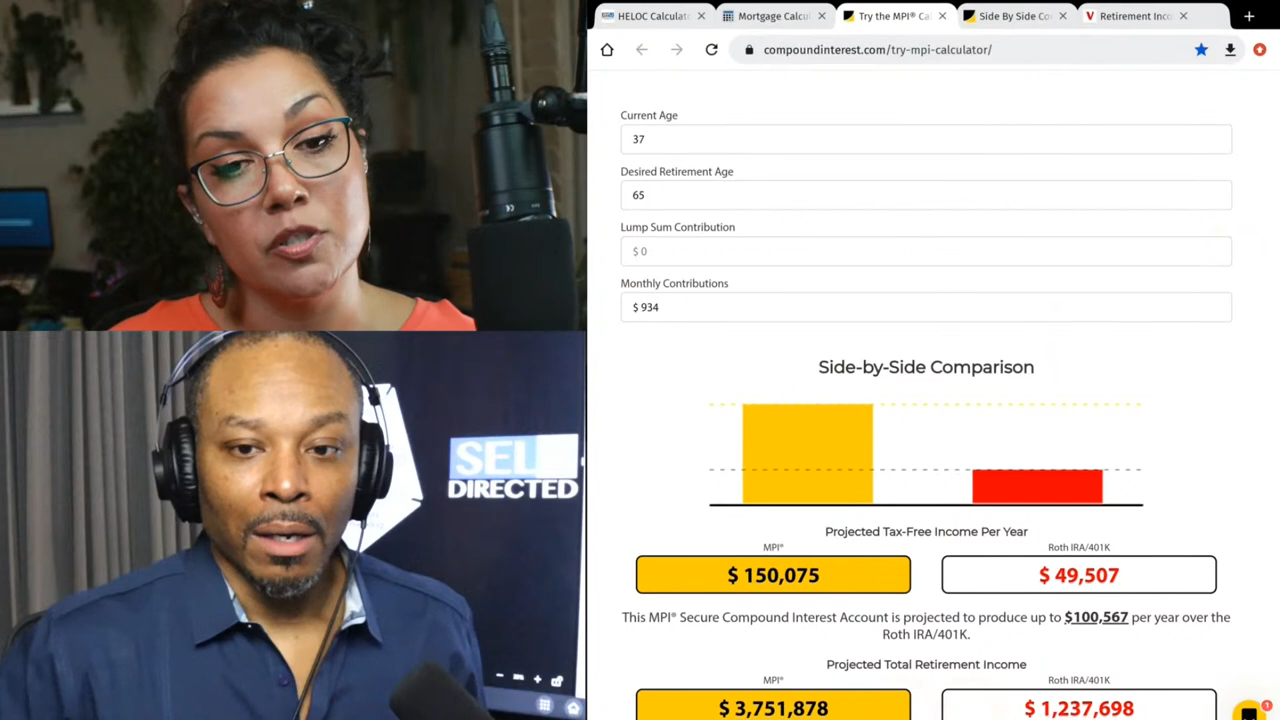 HELOC Calculat
Mortgage Calcu
Try the MPI® Ca
Side By Side Co
Retirement Inco
compoundinterest.com/try-mpi-calculator/
Current Age
37
Desired Retirement Age
65
Lump Sum Contribution
$ 0
Monthly Contributions
$ 934
Side-by-Side Comparison
Projected Tax-Free Income Per Year
MPI®
Roth IRA/401K
$ 150,075
$ 49,507
This MPI® Secure Compound Interest Account is projected to produce up to $100,567 per year over the
Roth IRA/401K.
Projected Total Retirement Income
MPI®
Roth IRA/401K
$ 3,751,878
$ 1,237,698
1
SEL
DIRECTED